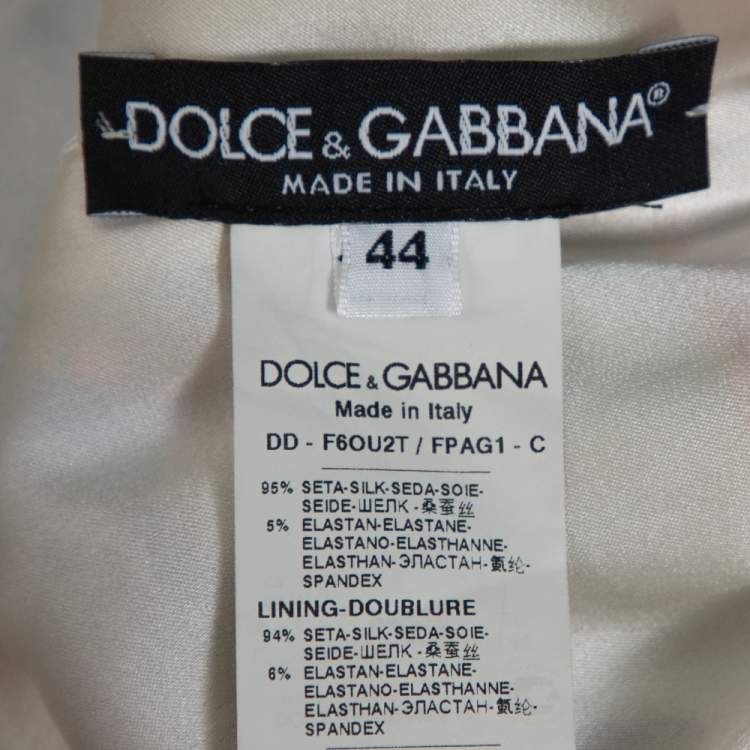 DOLCE & GABBANA®
MADE IN ITALY
44
DOLCE & GABBANA
Made in Italy
DD - F6OU2T / FPAG1 - C
95% SETA-SILK-SEDA-SOIE-
SEIDE-ШЕЛК -桑蚕丝
5% ELASTAN-ELASTANE-
ELASTANO-ELASTHANNE-
ELASTHAN-ЭЛАСТАН-氨纶-
SPANDEX
LINING-DOUBLURE
94% SETA-SILK-SEDA-SOIE-
SEIDE-ШЕЛК -桑蚕丝
6% ELASTAN-ELASTANE-
ELASTANO-ELASTHANNE-
ELASTHAN-ЭЛАСТАН-氨纶-
SPANDEX